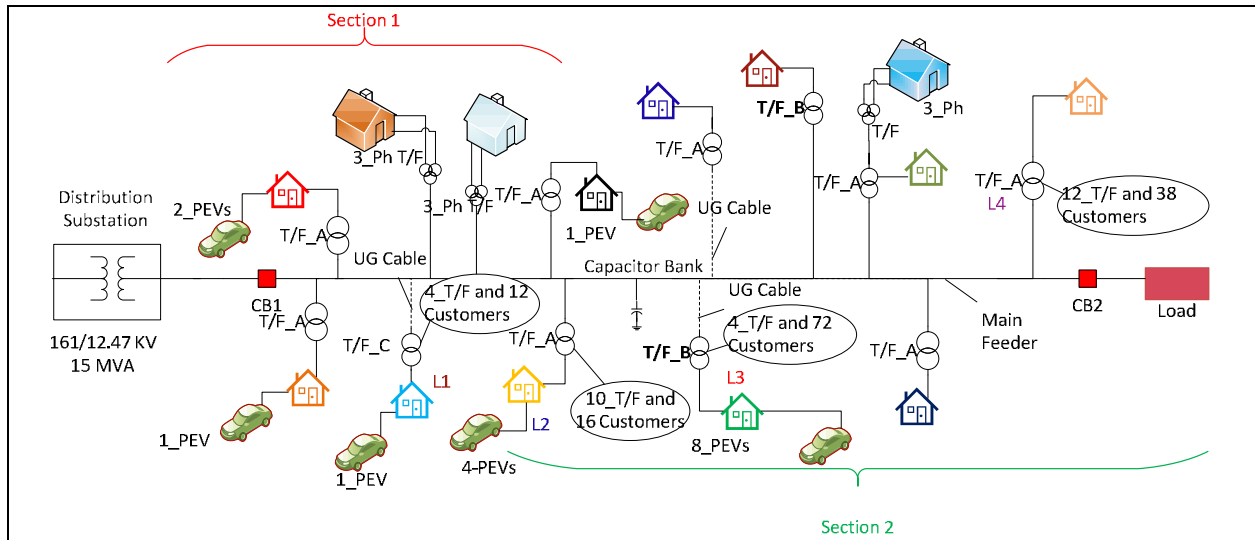 Section 1
3_Ph
T/F
3_Ph T/F
T/F_B
3_Ph
T/F
Distribution
Substation
2_PEVs
T/F_A
T/F_A
1_PEV
T/F_A
UG Cable
T/F_A
T/F_A
L4
12_T/F and 38
Customers
UG Cable
Capacitor Bank
CB1
161/12.47 KV
15 MVA
T/F_A
1_PEV
4_T/F and 12
Customers
T/F_C
L1
1_PEV
T/F_A
10_T/F and
16 Customers
L2
4-PEVs
UG Cable
4_T/F and 72
Customers
T/F_B
L3
8_PEVs
T/F_A
Main
Feeder
CB2
Load
Section 2